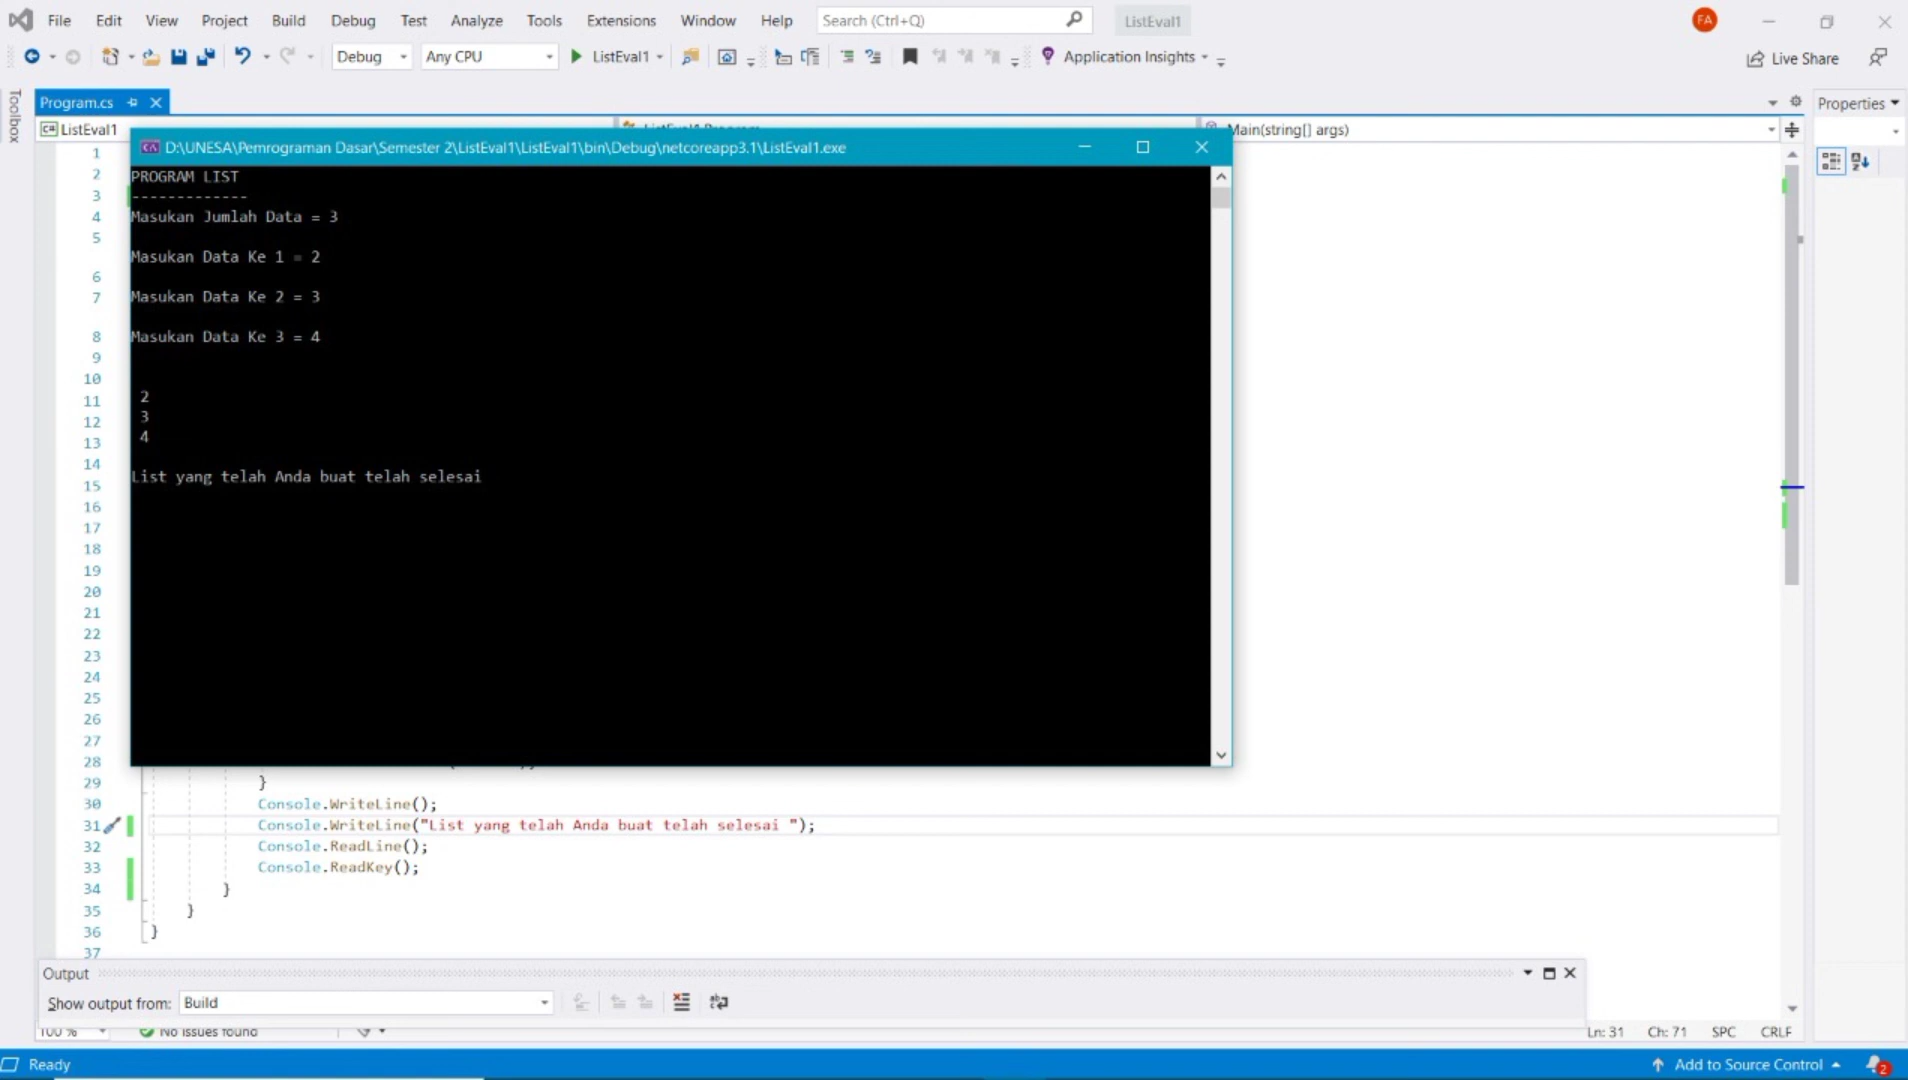 File Edit View Project Build Debug Test Analyze Tools Extensions Window Help Search (Ctrl+Q) ListEval1 FA
Debug Any CPU ListEval1 Application Insights Live Share
Toolbox
Program.cs
Properties
ListEval1
Main(string[] args)
D:\UNESA\Pemrograman Dasar\Semester 2\ListEval1\ListEval1\bin\Debug\netcoreapp3.1\ListEval1.exe
PROGRAM LIST
-------------
Masukan Jumlah Data = 3
Masukan Data Ke 1 = 2
Masukan Data Ke 2 = 3
Masukan Data Ke 3 = 4
2
3
4
List yang telah Anda buat telah selesai
1
2
3
4
5
6
7
8
9
10
11
12
13
14
15
16
17
18
19
20
21
22
23
24
25
26
27
28
29 }
30 Console.WriteLine();
31 Console.WriteLine("List yang telah Anda buat telah selesai ");
32 Console.ReadLine();
33 Console.ReadKey();
34 }
35 }
36 }
37
Output
Show output from: Build
100 % No issues found Ln: 31 Ch: 71 SPC CRLF
Ready Add to Source Control 2